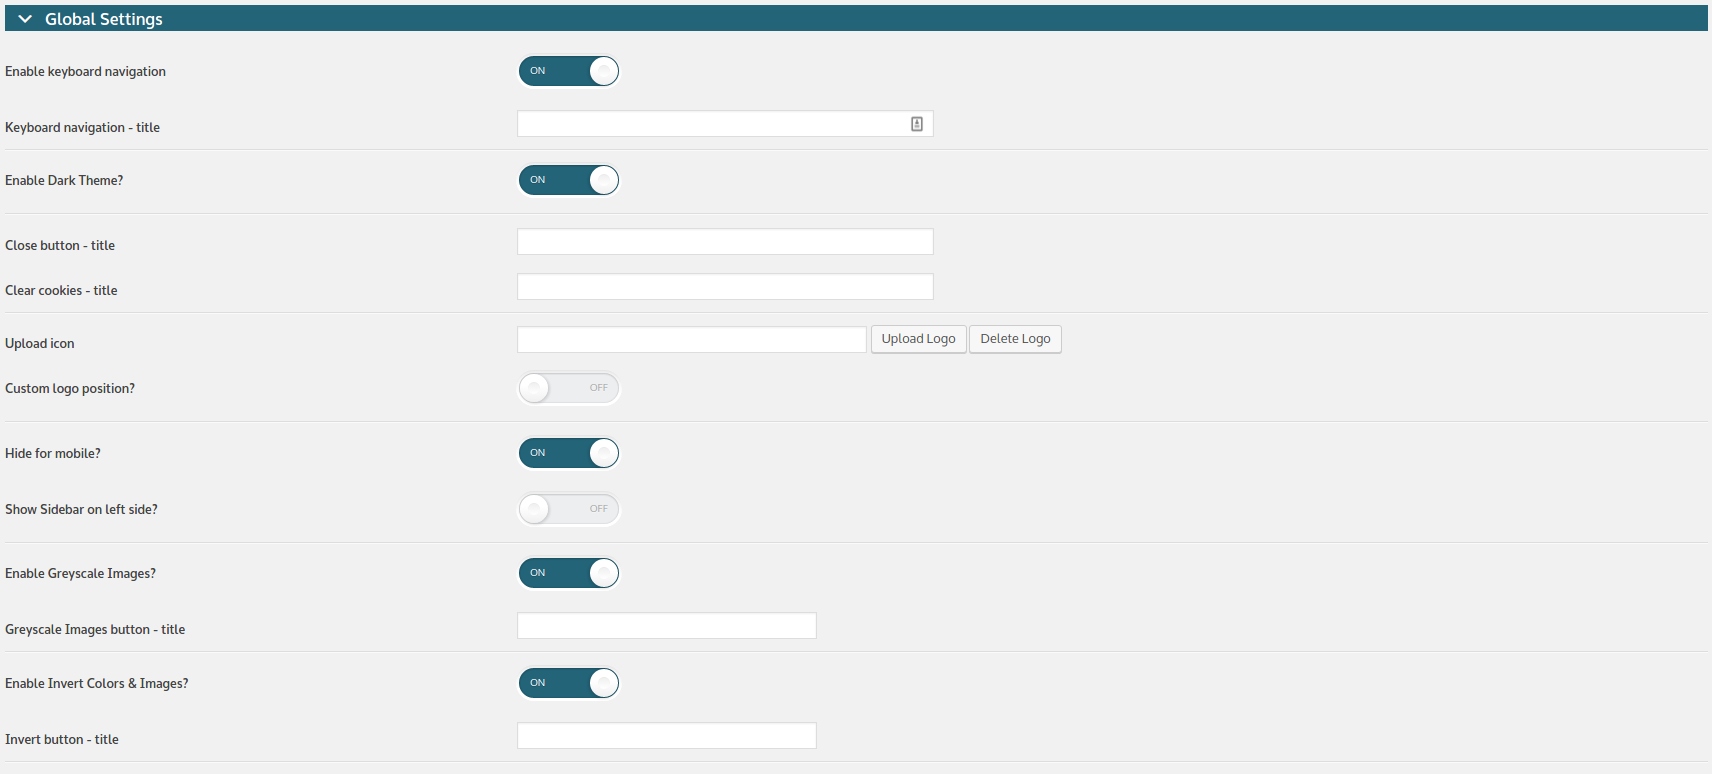 Global Settings
Enable keyboard navigation ON
Keyboard navigation - title
Enable Dark Theme? ON
Close button - title
Clear cookies - title
Upload icon Upload Logo Delete Logo
Custom logo position? OFF
Hide for mobile? ON
Show Sidebar on left side? OFF
Enable Greyscale Images? ON
Greyscale Images button - title
Enable Invert Colors & Images? ON
Invert button - title